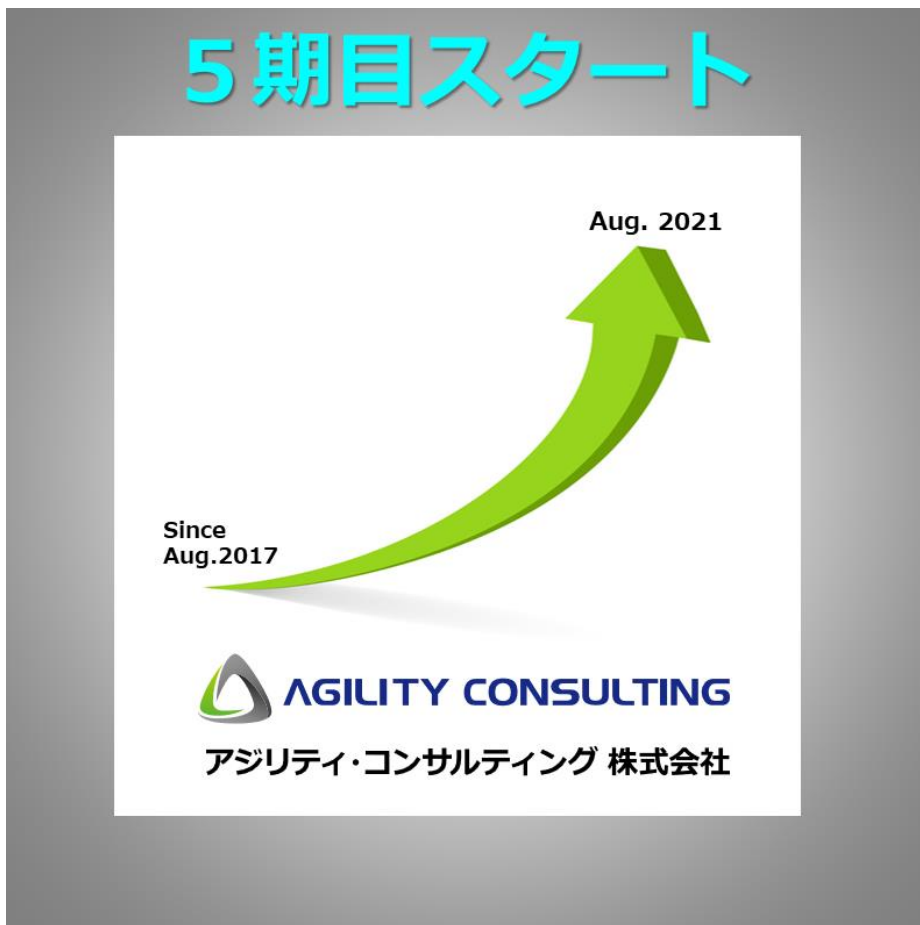 ５期目スタート
Aug. 2021
Since
Aug.2017
AGILITY CONSULTING
アジリティ・コンサルティング 株式会社